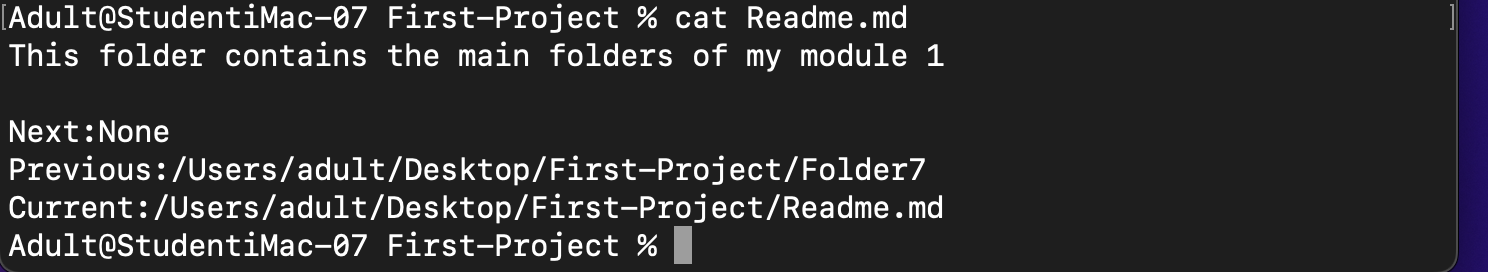 [Adult@StudentiMac-07 First-Project % cat Readme.md ]
This folder contains the main folders of my module 1
Next:None
Previous:/Users/adult/Desktop/First-Project/Folder7
Current:/Users/adult/Desktop/First-Project/Readme.md
Adult@StudentiMac-07 First-Project %